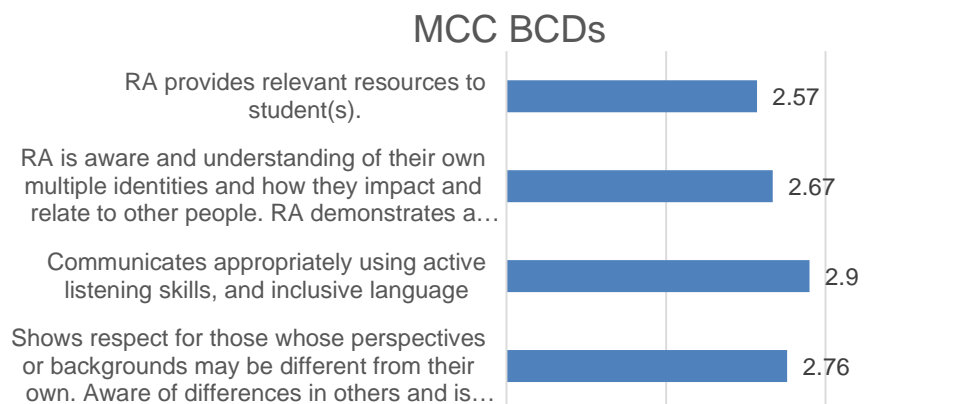 MCC BCDs
RA provides relevant resources to
student(s).
2.57
RA is aware and understanding of their own
multiple identities and how they impact and
relate to other people. RA demonstrates a…
2.67
Communicates appropriately using active
listening skills, and inclusive language
2.9
Shows respect for those whose perspectives
or backgrounds may be different from their
own. Aware of differences in others and is…
2.76